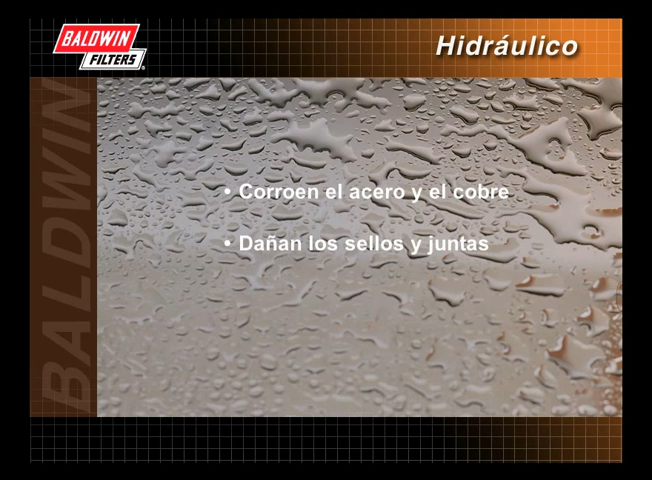 BALDWIN
FILTERS
Hidráulico
BALDWIN
• Corroen el acero y el cobre
• Dañan los sellos y juntas